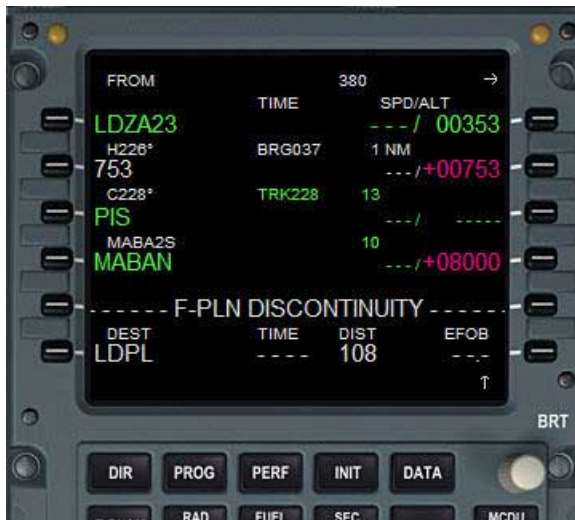 FROM 380 →
TIME SPD/ALT
LDZA23 ---/ 00353
H226° BRG037 1 NM
753 ---/+00753
C228° TRK228 13
PIS ---/ -----
MABA2S 10
MABAN ---/+08000
------ F-PLN DISCONTINUITY ------
DEST TIME DIST EFOB
LDPL ---- 108 --.-
↑
BRT
DIR PROG PERF INIT DATA
RAD FUEL SEC MCDU